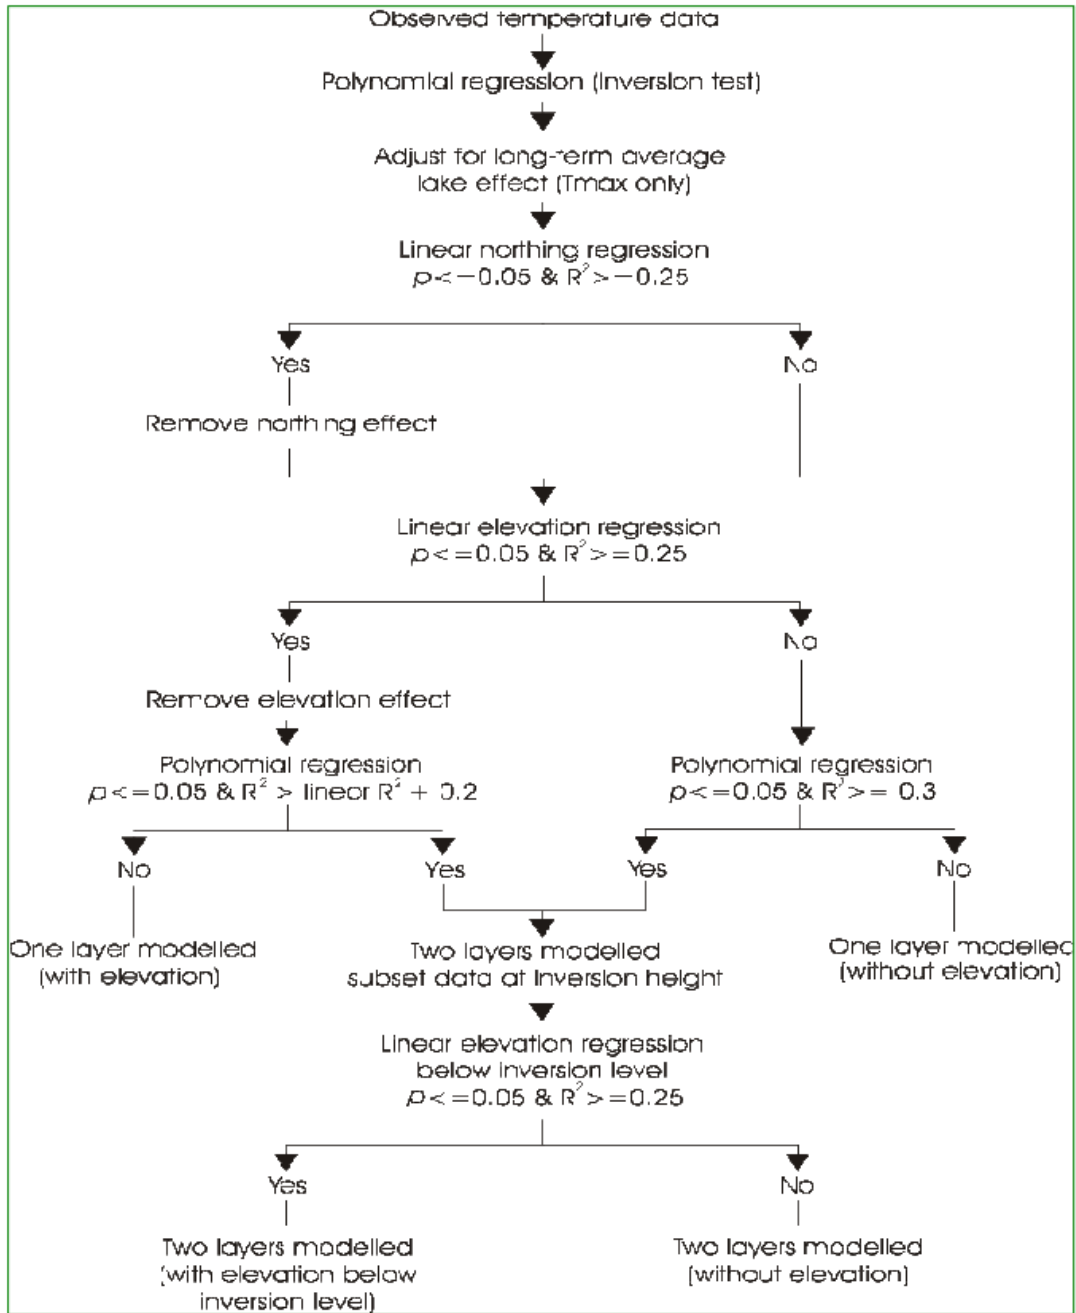 Observed temperature data
Polynomial regression (Inversion test)
Adjust for long-term average
lake effect (Tmax only)
Linear northing regression
p<−0.05 & R²>−0.25
Yes
No
Remove northing effect
Linear elevation regression
p<=0.05 & R²>=0.25
Yes
No
Remove elevation effect
Polynomial regression
p<=0.05 & R² > linear R² + 0.2
Polynomial regression
p<=0.05 & R²>= 0.3
No
Yes
Yes
No
One layer modelled
(with elevation)
Two layers modelled
subset data at Inversion height
One layer modelled
(without elevation)
Linear elevation regression
below inversion level
p<=0.05 & R²>=0.25
Yes
No
Two layers modelled
(with elevation below
inversion level)
Two layers modelled
(without elevation)